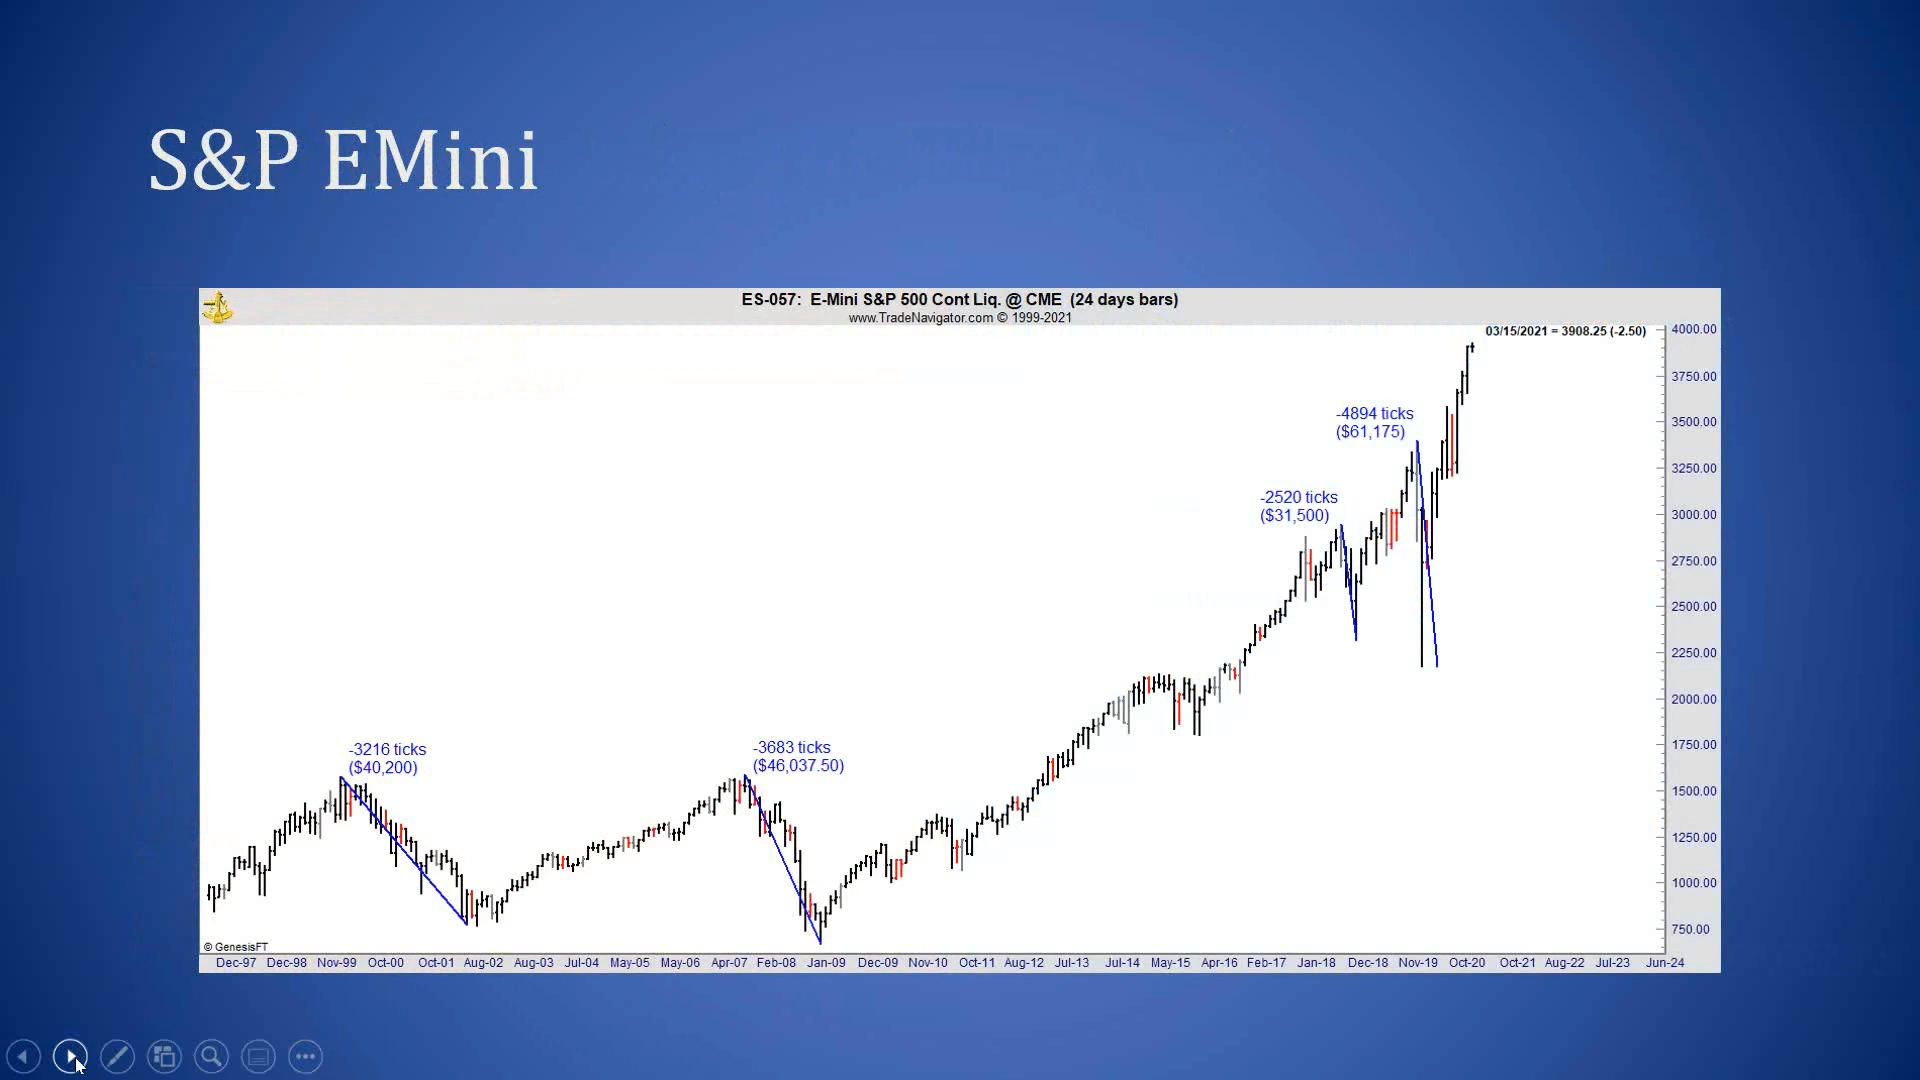 S&P EMini
ES-057: E-Mini S&P 500 Cont Liq. @ CME (24 days bars)
www.TradeNavigator.com © 1999-2021
03/15/2021 = 3908.25 (-2.50)
4000.00
3750.00
3500.00
3250.00
3000.00
2750.00
2500.00
2250.00
2000.00
1750.00
1500.00
1250.00
1000.00
750.00
-4894 ticks
($61,175)
-2520 ticks
($31,500)
-3216 ticks
($40,200)
-3683 ticks
($46,037.50)
© GenesisFT
Dec-97 Dec-98 Nov-99 Oct-00 Oct-01 Aug-02 Aug-03 Jul-04 May-05 May-06 Apr-07 Feb-08 Jan-09 Dec-09 Nov-10 Oct-11 Aug-12 Jul-13 Jul-14 May-15 Apr-16 Feb-17 Jan-18 Dec-18 Nov-19 Oct-20 Oct-21 Aug-22 Jul-23 Jun-24